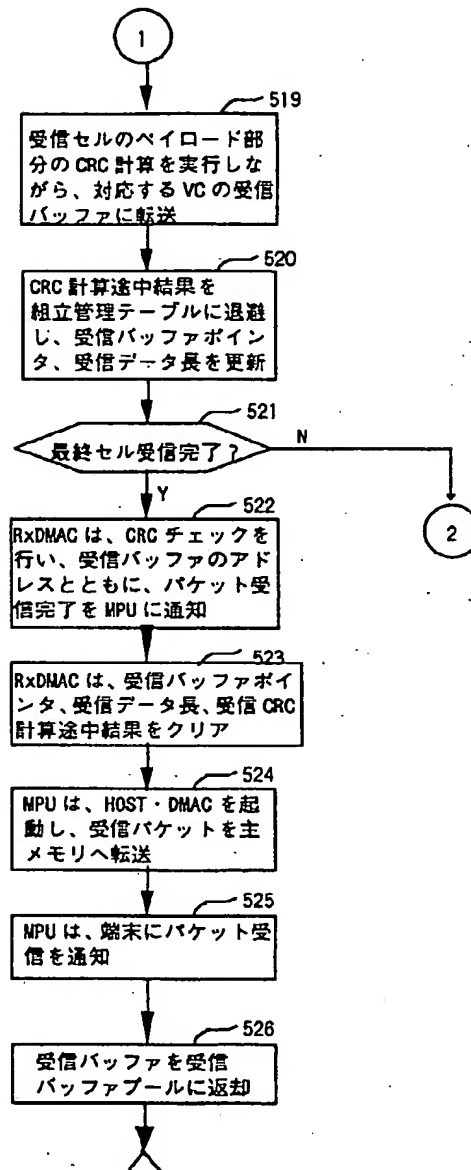 1
519
受信セルのペイロード部
分の CRC 計算を実行しな
がら、対応する VC の受信
バッファに転送
520
CRC 計算途中結果を
組立管理テーブルに退避
し、受信バッファポイン
タ、受信データ長を更新
521
最終セル受信完了?
N
Y
522
2
RxDMAC は、CRC チェックを
行い、受信バッファのアド
レスとともに、パケット受
信完了を MPU に通知
523
RxDMAC は、受信バッファポイ
ンタ、受信データ長、受信 CRC
計算途中結果をクリア
524
MPU は、HOST・DMAC を起
動し、受信パケットを主
メモリへ転送
525
MPU は、端末にパケット受
信を通知
526
受信バッファを受信
バッファプールに返却